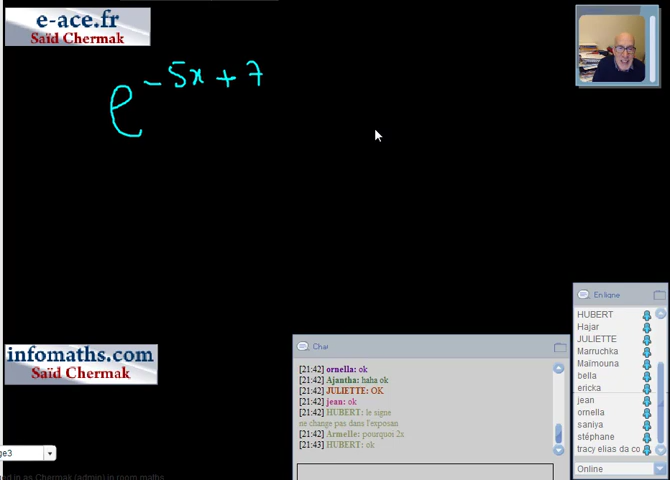 e-ace.fr
Saïd Chermak
e^{-5x+7}
infomaths.com
Saïd Chermak
Char
[21:42] ornella: ok
[21:42] Ajantha: haha ok
[21:42] JULIETTE: OK
[21:42] jean: ok
[21:42] HUBERT: le signe
ne change pas dans l'exposan
[21:42] Armelle: pourquoi 2x
[21:43] HUBERT: ok
En ligne
HUBERT
Hajar
JULIETTE
Marruchka
Maïmouna
bella
ericka
jean
ornella
saniya
stéphane
tracy elias da co
Online
ge3
ed in as Chermak (admin) in room maths